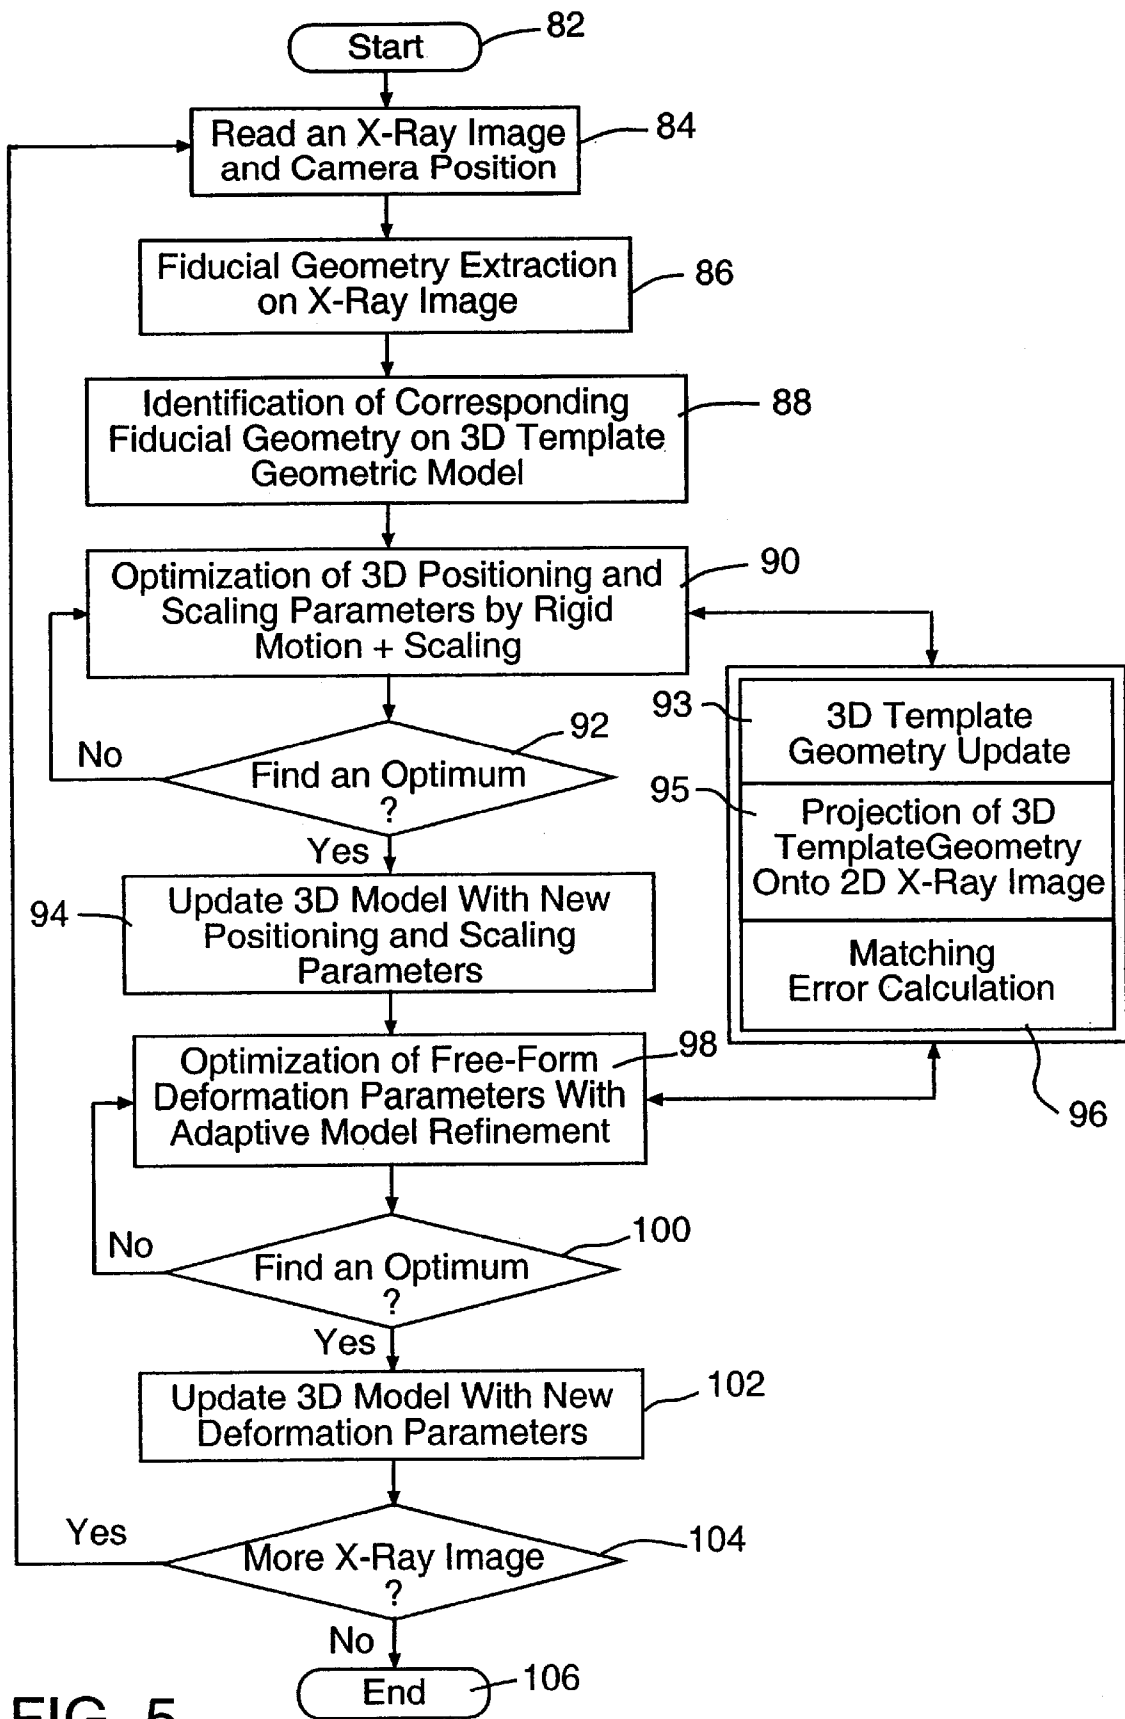 Start
82
Read an X-Ray Image
and Camera Position
84
Fiducial Geometry Extraction
on X-Ray Image
86
Identification of Corresponding
Fiducial Geometry on 3D Template
Geometric Model
88
Optimization of 3D Positioning and
Scaling Parameters by Rigid
Motion + Scaling
90
Find an Optimum
?
92
No
Yes
93
3D Template
Geometry Update
95
Projection of 3D
TemplateGeometry
Onto 2D X-Ray Image
Matching
Error Calculation
96
94
Update 3D Model With New
Positioning and Scaling
Parameters
Optimization of Free-Form
Deformation Parameters With
Adaptive Model Refinement
98
Find an Optimum
?
100
No
Yes
Update 3D Model With New
Deformation Parameters
102
More X-Ray Image
?
104
Yes
No
End
106
FIG. 5